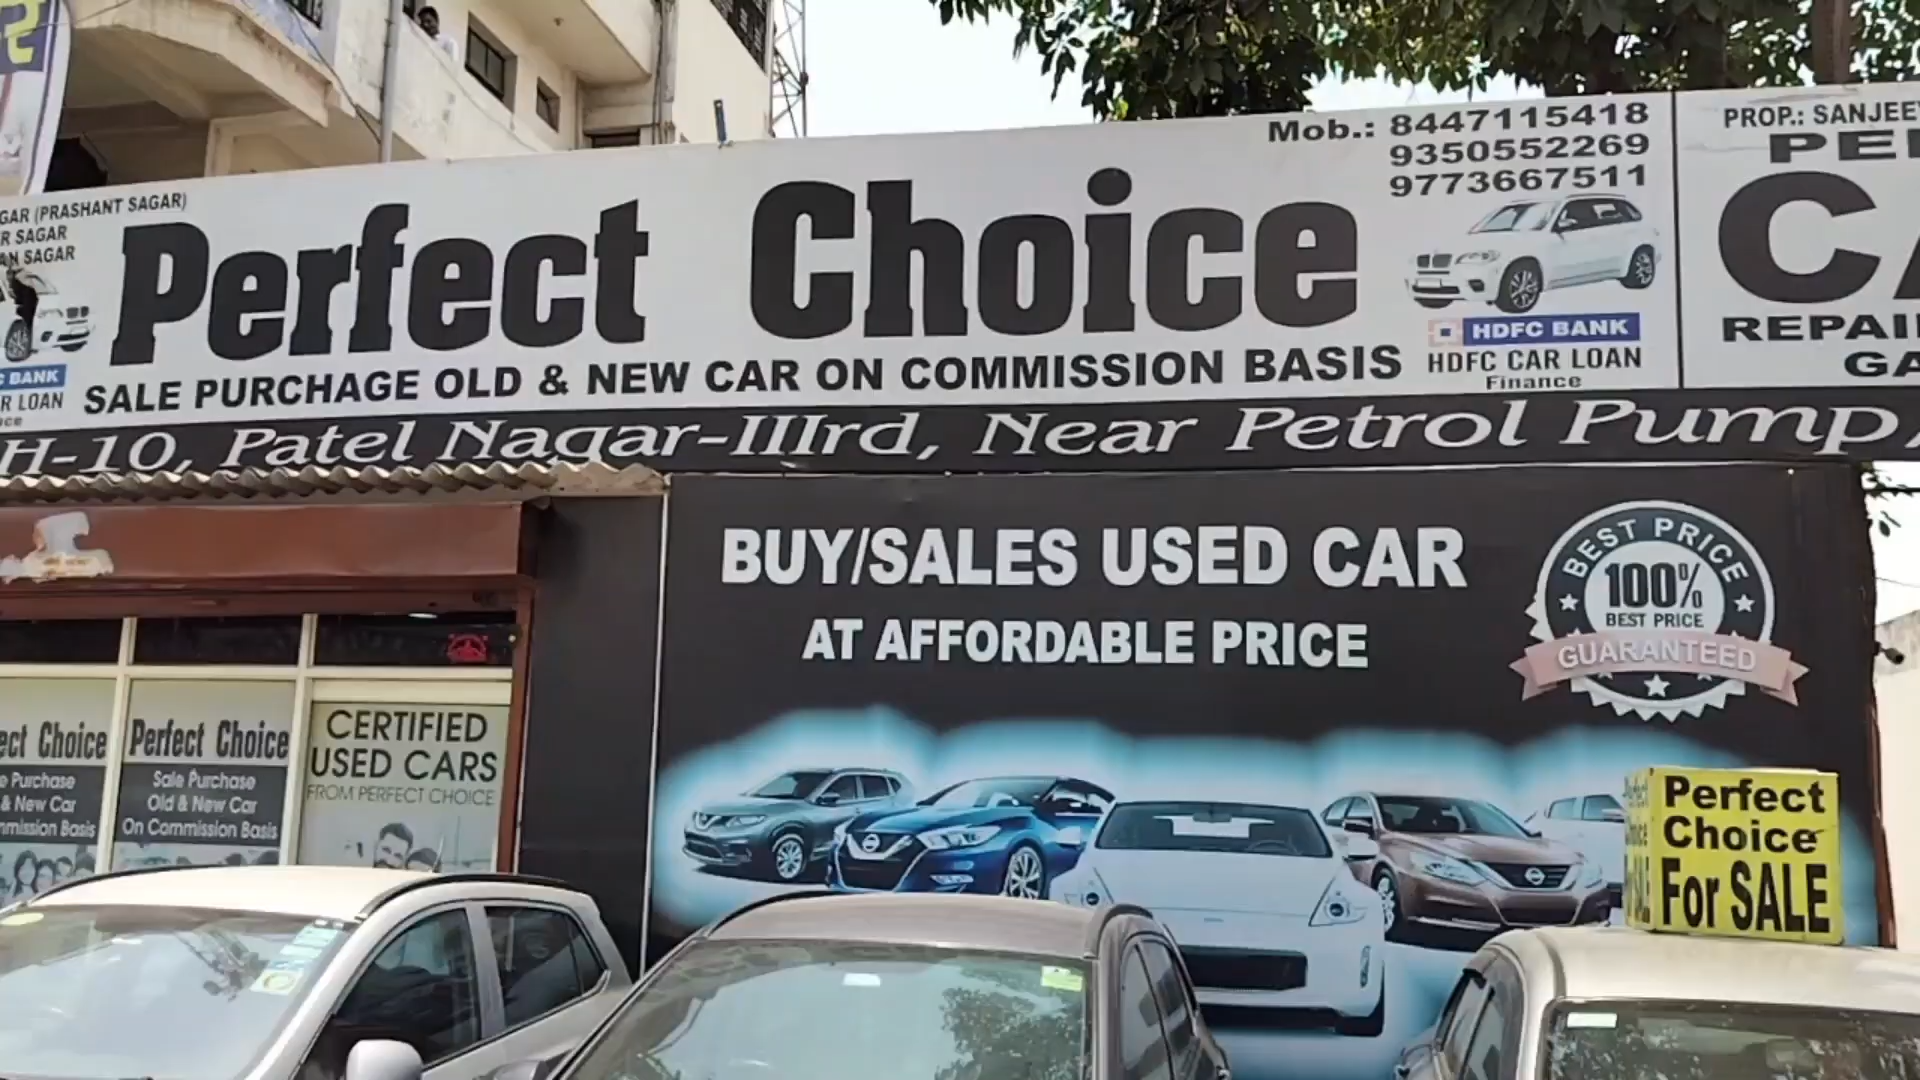 GAR (PRASHANT SAGAR)
R SAGAR
AN SAGAR
Perfect Choice
SALE PURCHAGE OLD & NEW CAR ON COMMISSION BASIS
Mob.: 8447115418
9350552269
9773667511
HDFC BANK
HDFC CAR LOAN
Finance
C BANK
R LOAN
nce
PROP.: SANJEEV
PE
C
REPAI
GA
H-10, Patel Nagar-IIIrd, Near Petrol Pump,
BUY/SALES USED CAR
AT AFFORDABLE PRICE
BEST PRICE
100%
BEST PRICE
GUARANTEED
ect Choice
e Purchase
& New Car
mmission Basis
Perfect Choice
Sale Purchase
Old & New Car
On Commission Basis
CERTIFIED
USED CARS
FROM PERFECT CHOICE
Perfect
Choice
For SALE